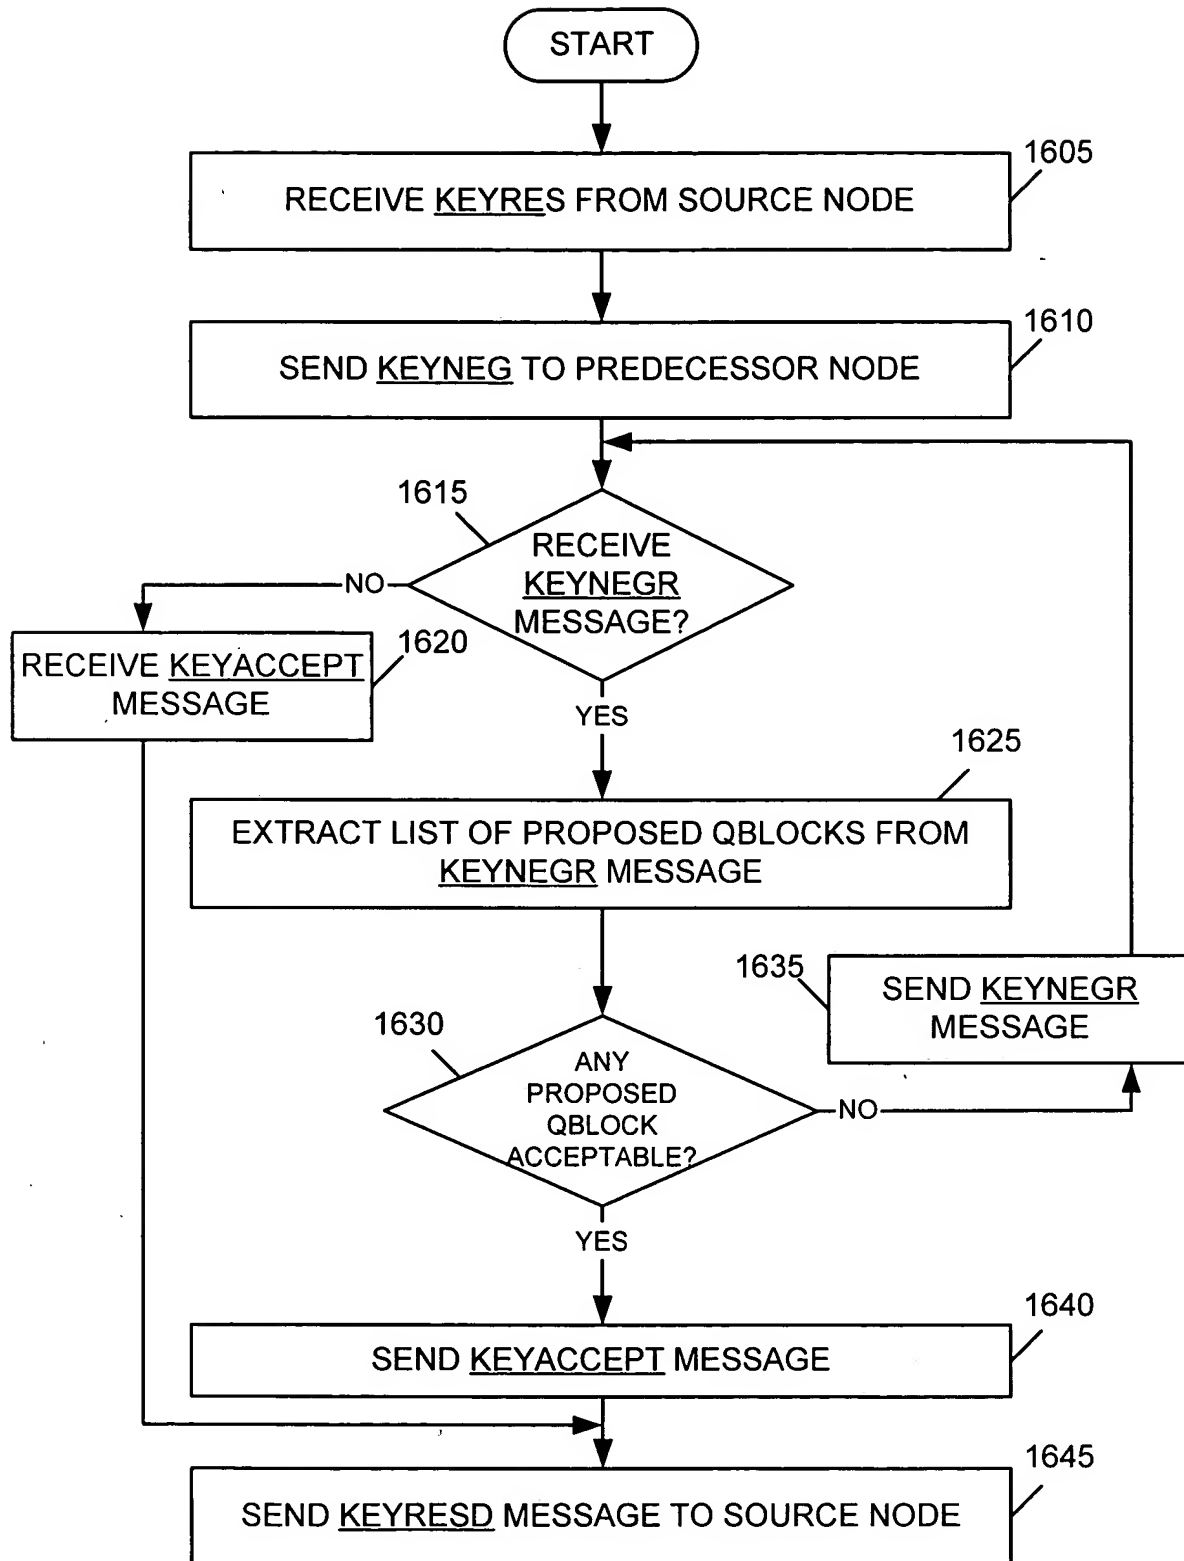 START
1605
RECEIVE KEYRES FROM SOURCE NODE
1610
SEND KEYNEG TO PREDECESSOR NODE
1615
RECEIVE
KEYNEGR
MESSAGE?
NO
1620
RECEIVE KEYACCEPT
MESSAGE
YES
1625
EXTRACT LIST OF PROPOSED QBLOCKS FROM
KEYNEGR MESSAGE
1635
SEND KEYNEGR
MESSAGE
1630
ANY
PROPOSED
QBLOCK
ACCEPTABLE?
NO
YES
1640
SEND KEYACCEPT MESSAGE
1645
SEND KEYRESD MESSAGE TO SOURCE NODE